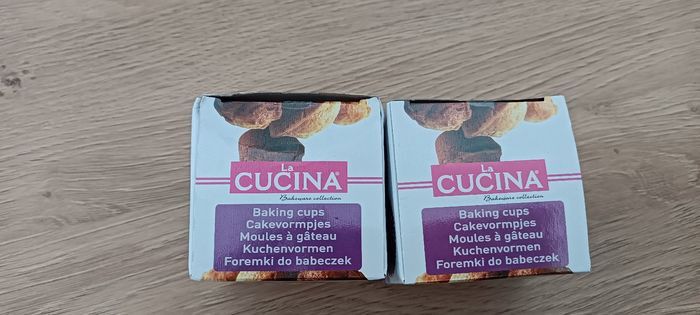 La
CUCINA®
Bakeware collection
Baking cups
Cakevormpjes
Moules à gâteau
Kuchenvormen
Foremki do babeczek
La
CUCINA®
Bakeware collection
Baking cups
Cakevormpjes
Moules à gâteau
Kuchenvormen
Foremki do babeczek